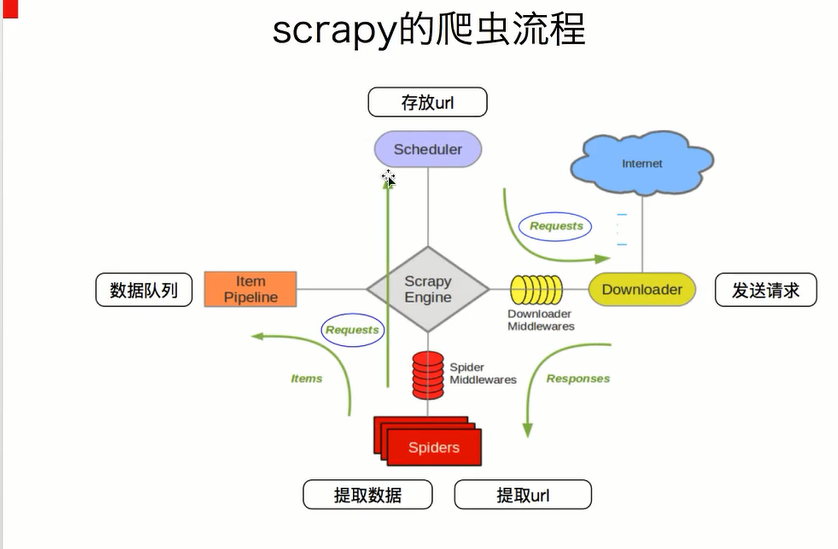 scrapy的爬虫流程
存放url
Scheduler
Internet
Requests
数据队列
Item
Pipeline
Scrapy
Engine
Downloader
发送请求
Downloader
Middlewares
Requests
Spider
Middlewares
Items
Responses
Spiders
提取数据
提取url